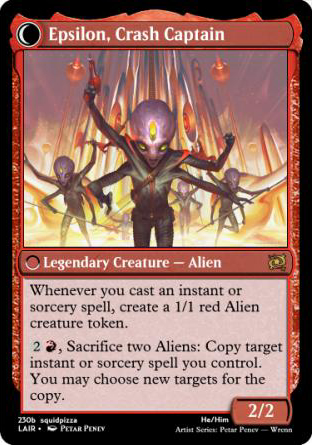 Epsilon, Crash Captain
Legendary Creature — Alien
Whenever you cast an instant or
sorcery spell, create a 1/1 red Alien
creature token.
2 , Sacrifice two Aliens: Copy target
instant or sorcery spell you control.
You may choose new targets for the
copy.
2/2
230b squidpizza
He/Him
LAIR • Petar Penev
Artist Series: Petar Penev — Wrenn